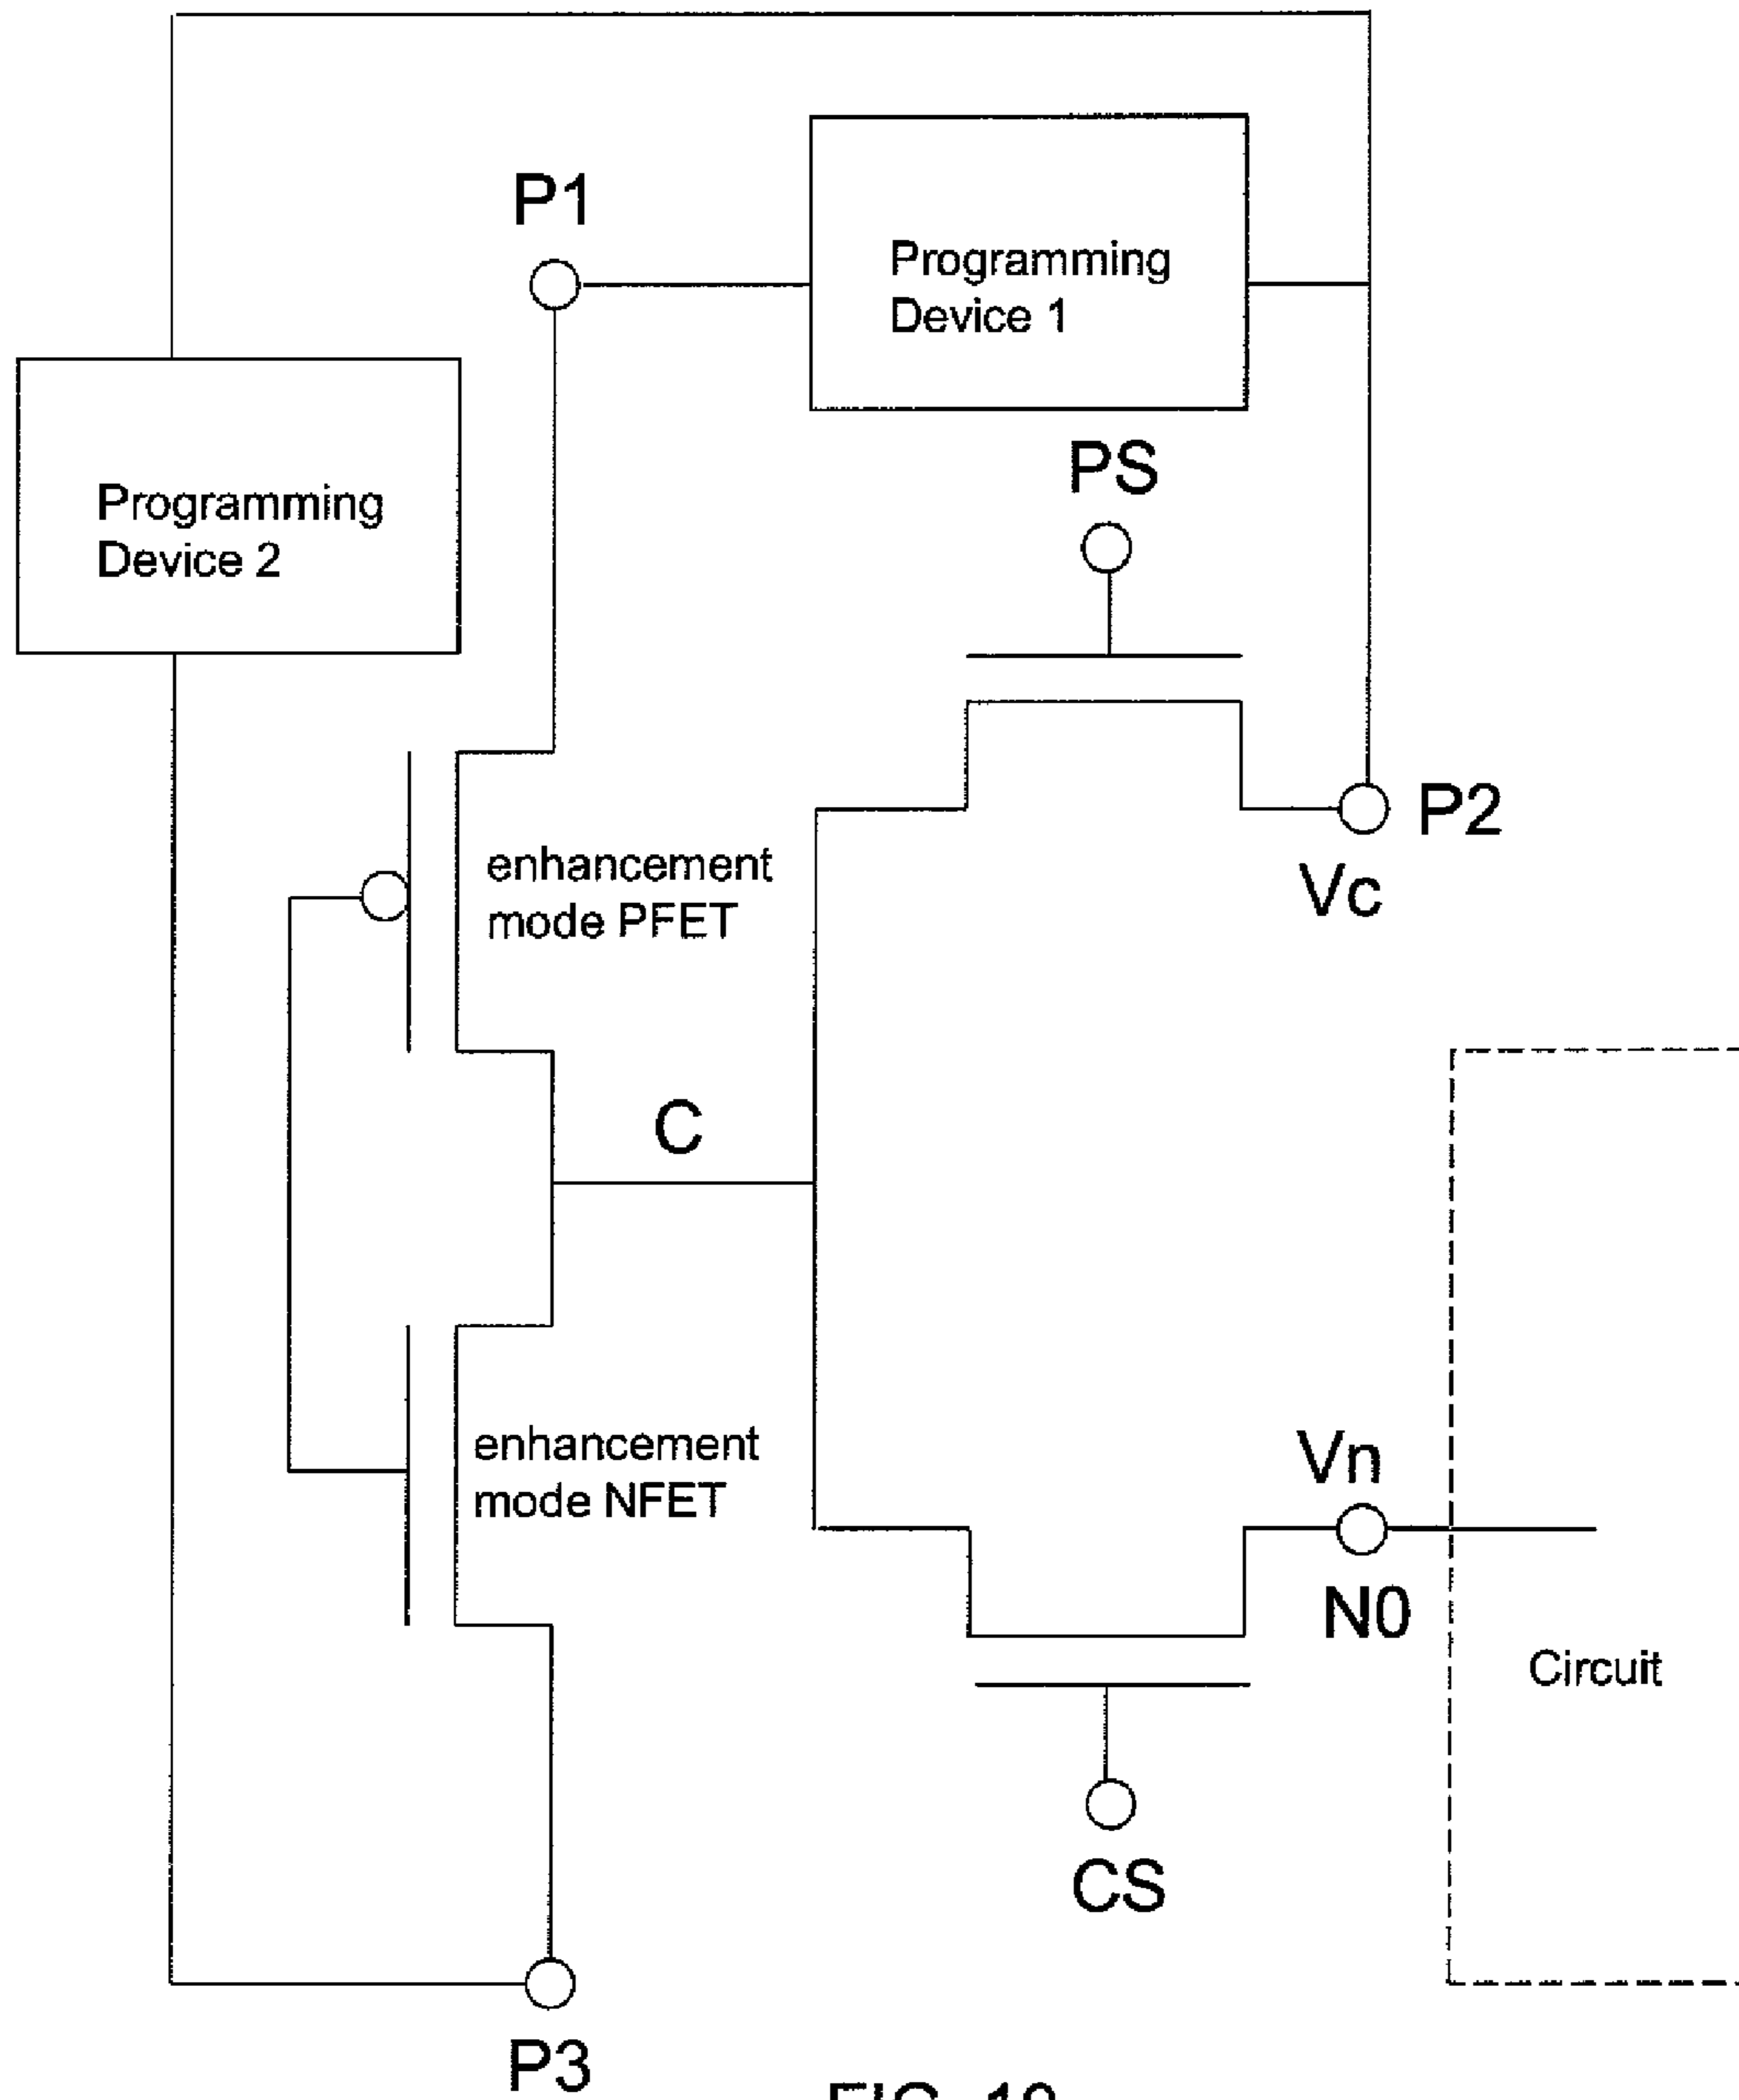 P1
Programming
Device 1
PS
Programming
Device 2
P2
Vc
enhancement
mode PFET
C
enhancement
mode NFET
Vn
N0
Circuit
CS
P3